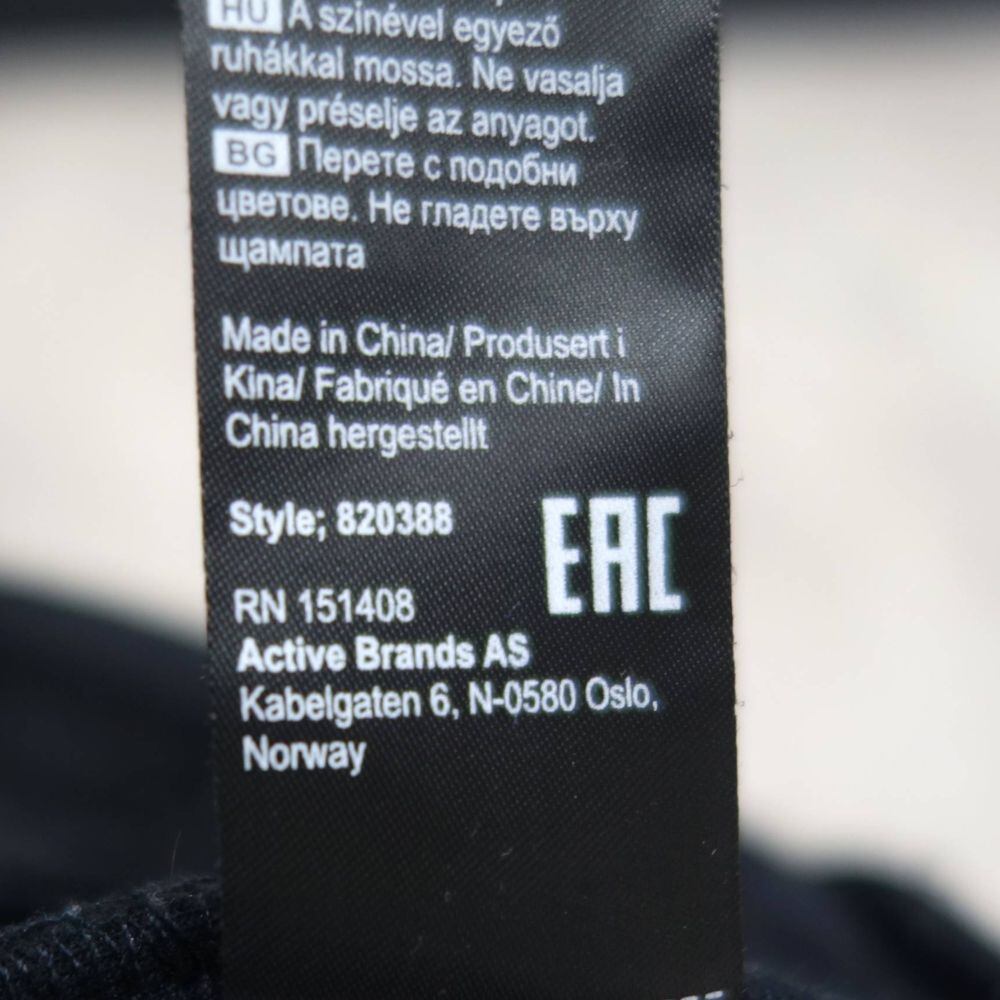 HU A színével egyező
ruhákkal mossa. Ne vasalja
vagy préselje az anyagot.
BG Перете с подобни
цветове. Не гладете върху
щампата
Made in China/ Produsert i
Kina/ Fabriqué en Chine/ In
China hergestellt
Style; 820388
EAC
RN 151408
Active Brands AS
Kabelgaten 6, N-0580 Oslo,
Norway